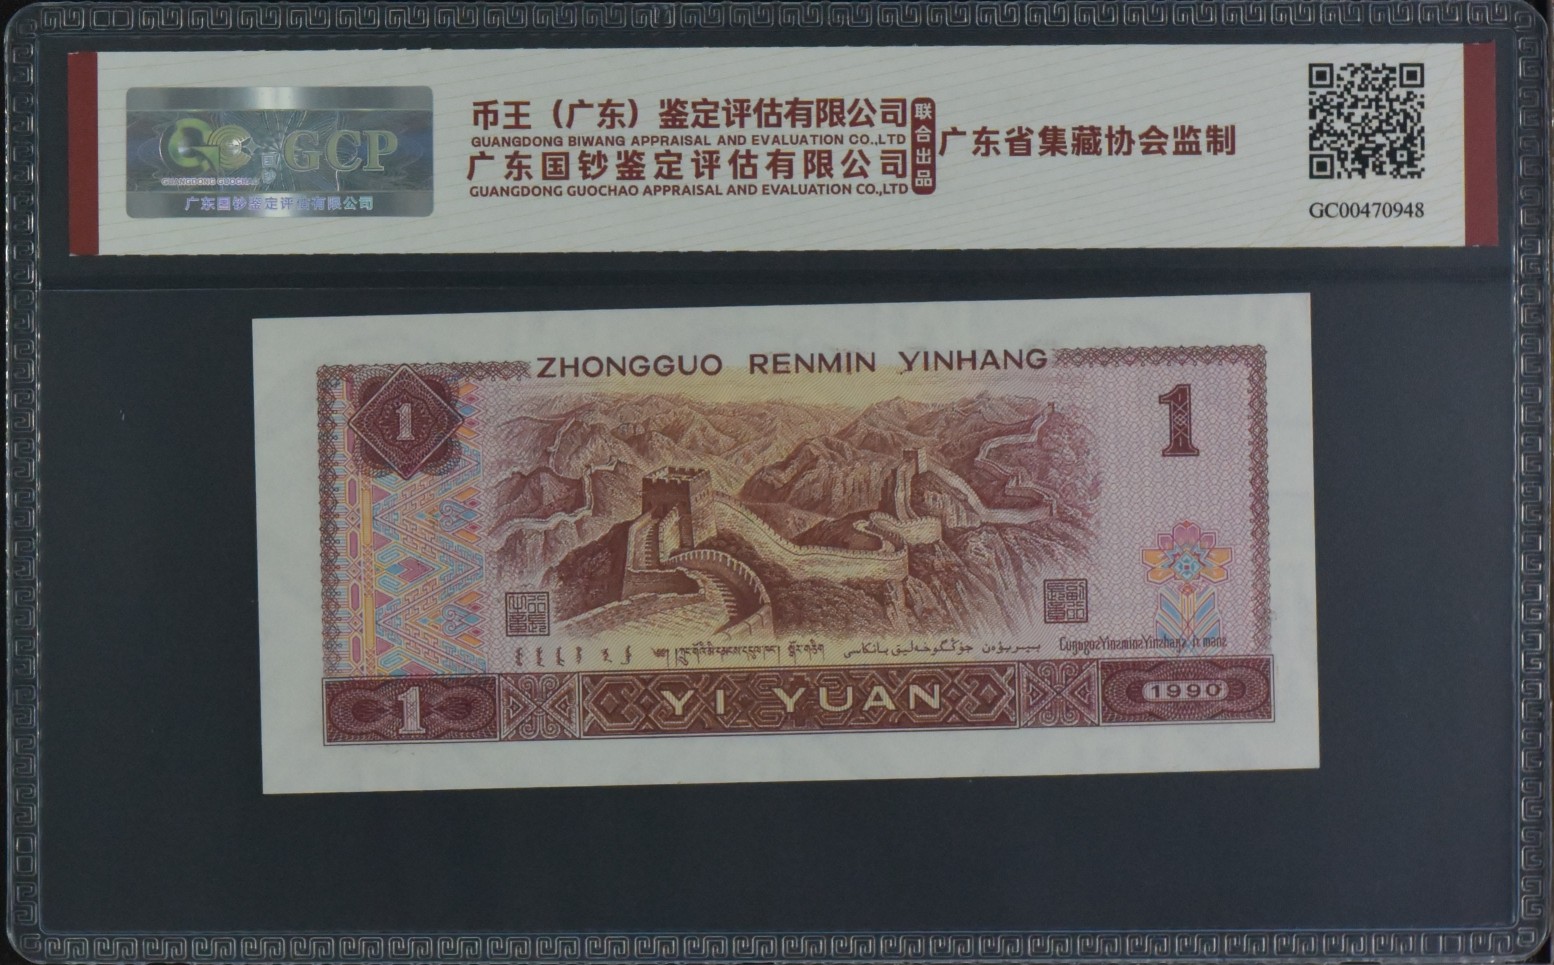 GCP
GUANGDONG GUOCHAO
广东国钞鉴定评估有限公司
币王（广东）鉴定评估有限公司
GUANGDONG BIWANG APPRAISAL AND EVALUATION CO.,LTD
广东国钞鉴定评估有限公司
GUANGDONG GUOCHAO APPRAISAL AND EVALUATION CO.,LTD
联合出品
广东省集藏协会监制
GC00470948
ZHONGGUO RENMIN YINHANG
1
1
1
YI YUAN
1990